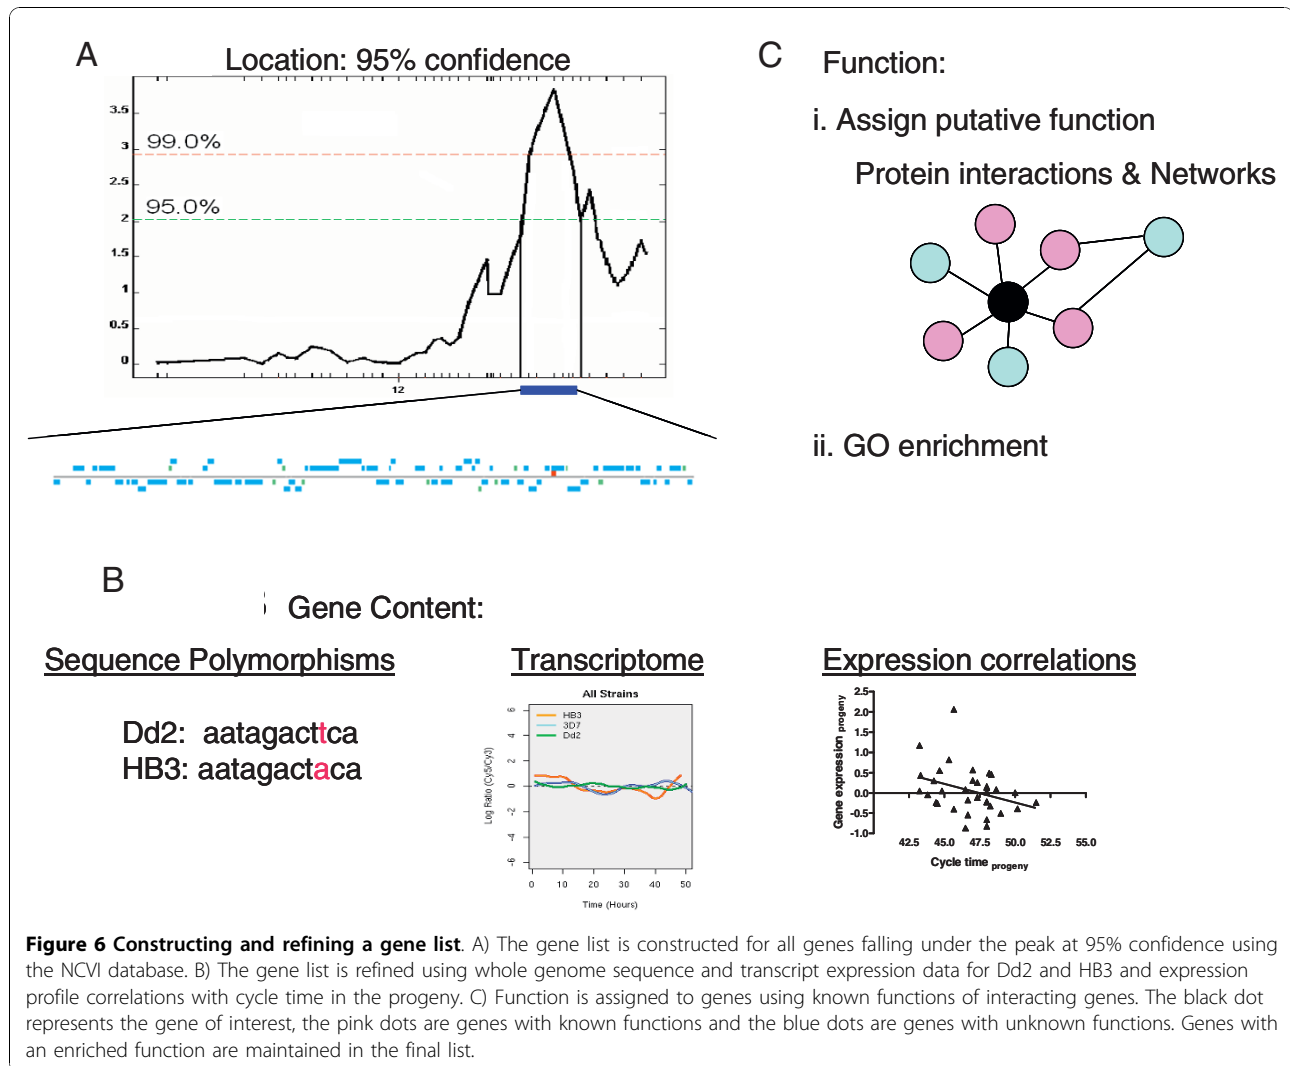 A
Location: 95% confidence
3.5
99.0%
3
2.5
95.0%
2
1.5
1
0.5
0
12
C
Function:
i. Assign putative function
Protein interactions & Networks
ii. GO enrichment
B
Gene Content:
Sequence Polymorphisms
Dd2: aatagacttca
HB3: aatagactaca
Transcriptome
All Strains
HB3
3D7
Dd2
Log Ratio (Cy5/Cy3)
6
4
2
0
-2
-4
-6
0 10 20 30 40 50
Time (Hours)
Expression correlations
Gene expression progeny
2.5
2.0
1.5
1.0
0.5
0.0
-0.5
-1.0
42.5 45.0 47.5 50.0 52.5 55.0
Cycle time progeny
Figure 6 Constructing and refining a gene list. A) The gene list is constructed for all genes falling under the peak at 95% confidence using
the NCVI database. B) The gene list is refined using whole genome sequence and transcript expression data for Dd2 and HB3 and expression
profile correlations with cycle time in the progeny. C) Function is assigned to genes using known functions of interacting genes. The black dot
represents the gene of interest, the pink dots are genes with known functions and the blue dots are genes with unknown functions. Genes with
an enriched function are maintained in the final list.